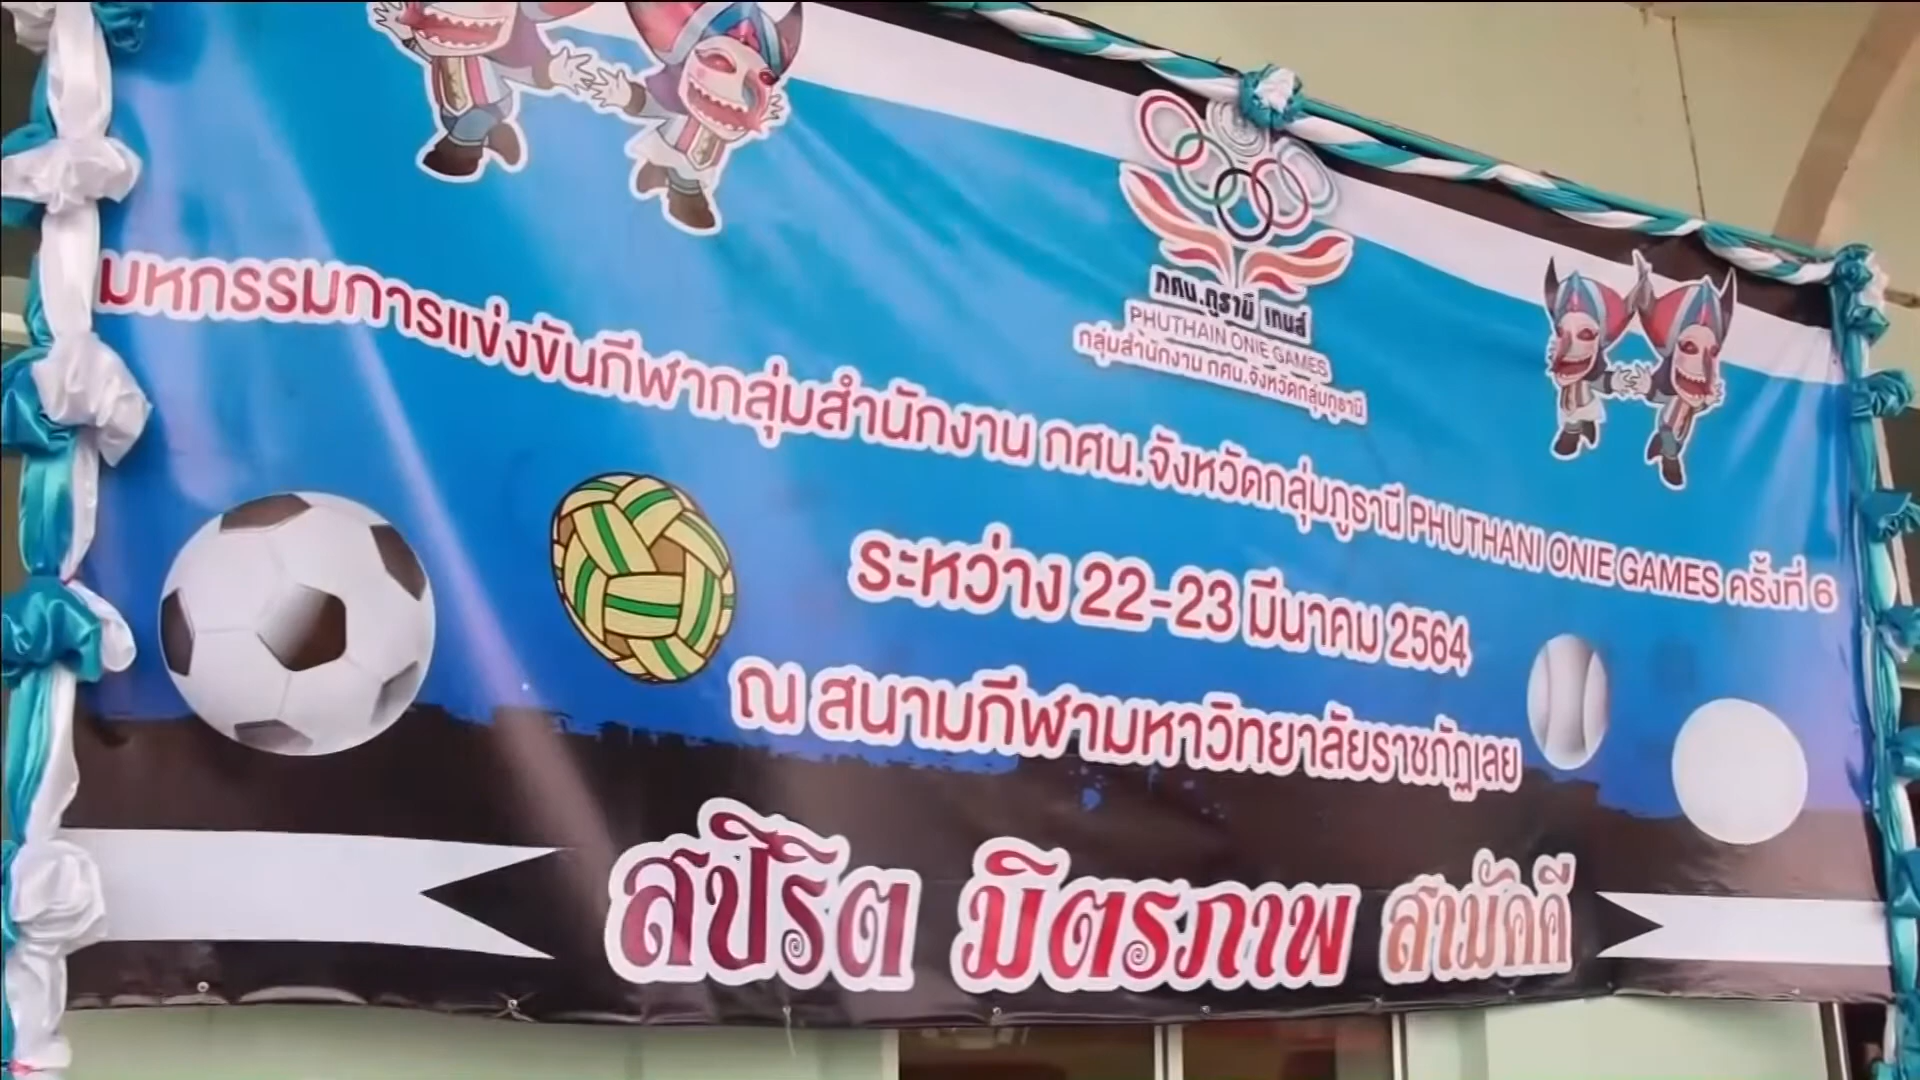 กศน.ภูธานี เกมส์
PHUTHAIN ONIE GAMES
กลุ่มสำนักงาน กศน.จังหวัดกลุ่มภูธานี
มหกรรมการแข่งขันกีฬากลุ่มสำนักงาน กศน.จังหวัดกลุ่มภูธานี PHUTHANI ONIE GAMES ครั้งที่ 6
ระหว่าง 22-23 มีนาคม 2564
ณ สนามกีฬามหาวิทยาลัยราชภัฏเลย
สปิริต มิตรภาพ สามัคคี